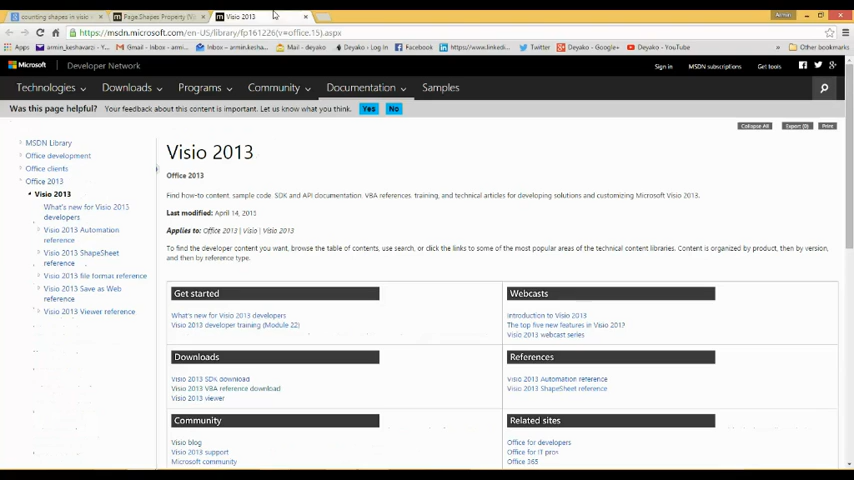 counting shapes in visio
Page.Shapes Property (Vi
Visio 2013
Admin
https://msdn.microsoft.com/en-US/library/fp161226(v=office.15).aspx
Apps
armin_keshavarzi
Gmail - Inbox - armin
Inbox - armin.kesha
Mail - deyako
Deyako - Log In
Facebook
https://www.linkedi
Twitter
Deyako - Google+
Deyako - YouTube
Other bookmarks
Microsoft
Developer Network
Sign in
MSDN subscriptions
Get tools
Technologies
Downloads
Programs
Community
Documentation
Samples
Was this page helpful?
Your feedback about this content is important. Let us know what you think.
Yes
No
Collapse All
Export (0)
Print
MSDN Library
Office development
Office clients
Office 2013
Visio 2013
What's new for Visio 2013
developers
Visio 2013 Automation
reference
Visio 2013 ShapeSheet
reference
Visio 2013 file formats reference
Visio 2013 Save as Web
reference
Visio 2013 Viewer reference
Visio 2013
Office 2013
Find how-to content, sample code, SDK and API documentation, VBA references, training, and technical articles for developing solutions and customizing Microsoft Visio 2013.
Last modified: April 14, 2015
Applies to: Office 2013 | Visio | Visio 2013
To find the developer content you want, browse the table of contents, use search, or click the links to some of the most popular areas of the technical content libraries. Content is organized by product, then by version,
and then by reference type.
Get started
What's new for Visio 2013 developers
Visio 2013 developer training (Module 22)
Webcasts
Introduction to Visio 2013
The top five new features in Visio 201?
Visio 2013 webcast series
Downloads
Visio 2013 SDK download
Visio 2013 VBA reference download
Visio 2013 viewer
References
Visio 2013 Automation reference
Visio 2013 ShapeSheet reference
Community
Visio blog
Visio 2013 support
Microsoft community
Related sites
Office for developers
Office for IT pros
Office 365